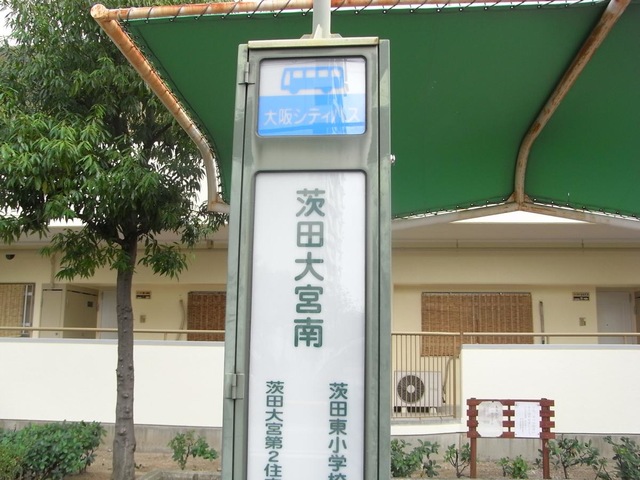 大阪シティバス
茨田大宮南
茨田東小学校
茨田大宮第2住